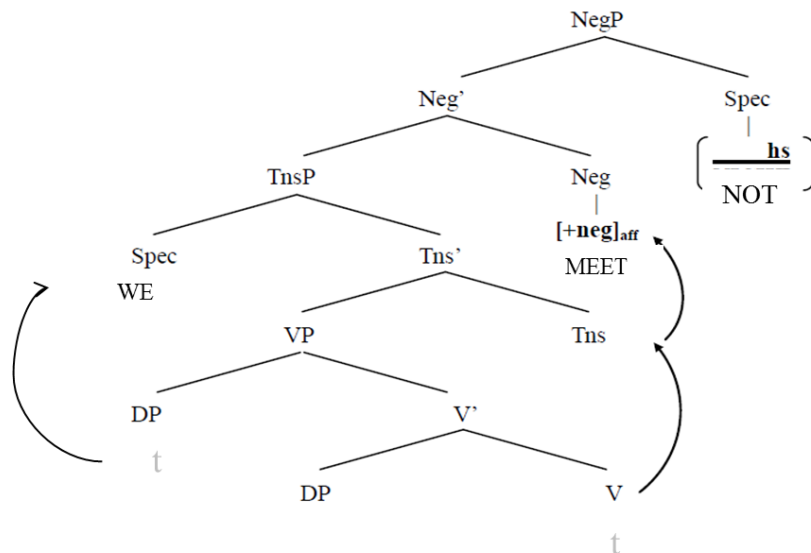 NegP
Neg’ Spec
hs
TnsP Neg NOT
[+neg]aff
Spec Tns’ MEET
WE
VP Tns
DP V’
t DP V
t